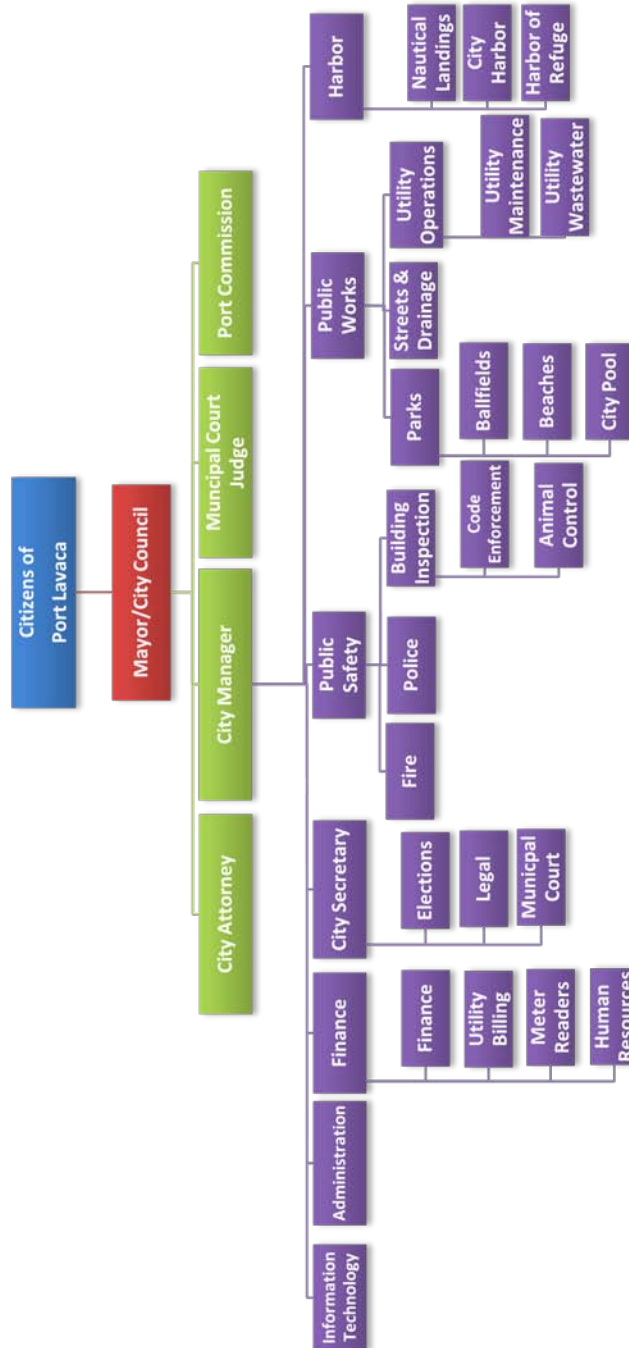 Citizens of
Port Lavaca
Mayor/City Council
City Attorney
City Manager
Muncipal Court
Judge
Port Commission
Information
Technology
Administration
Finance
City Secretary
Public
Safety
Public
Works
Harbor
Finance
Utility
Billing
Meter
Readers
Human
Resources
Elections
Legal
Municpal
Court
Fire
Police
Building
Inspection
Code
Enforcement
Animal
Control
Parks
Ballfields
Beaches
City Pool
Streets &
Drainage
Utility
Operations
Utility
Maintenance
Utility
Wastewater
Nautical
Landings
City
Harbor
Harbor of
Refuge